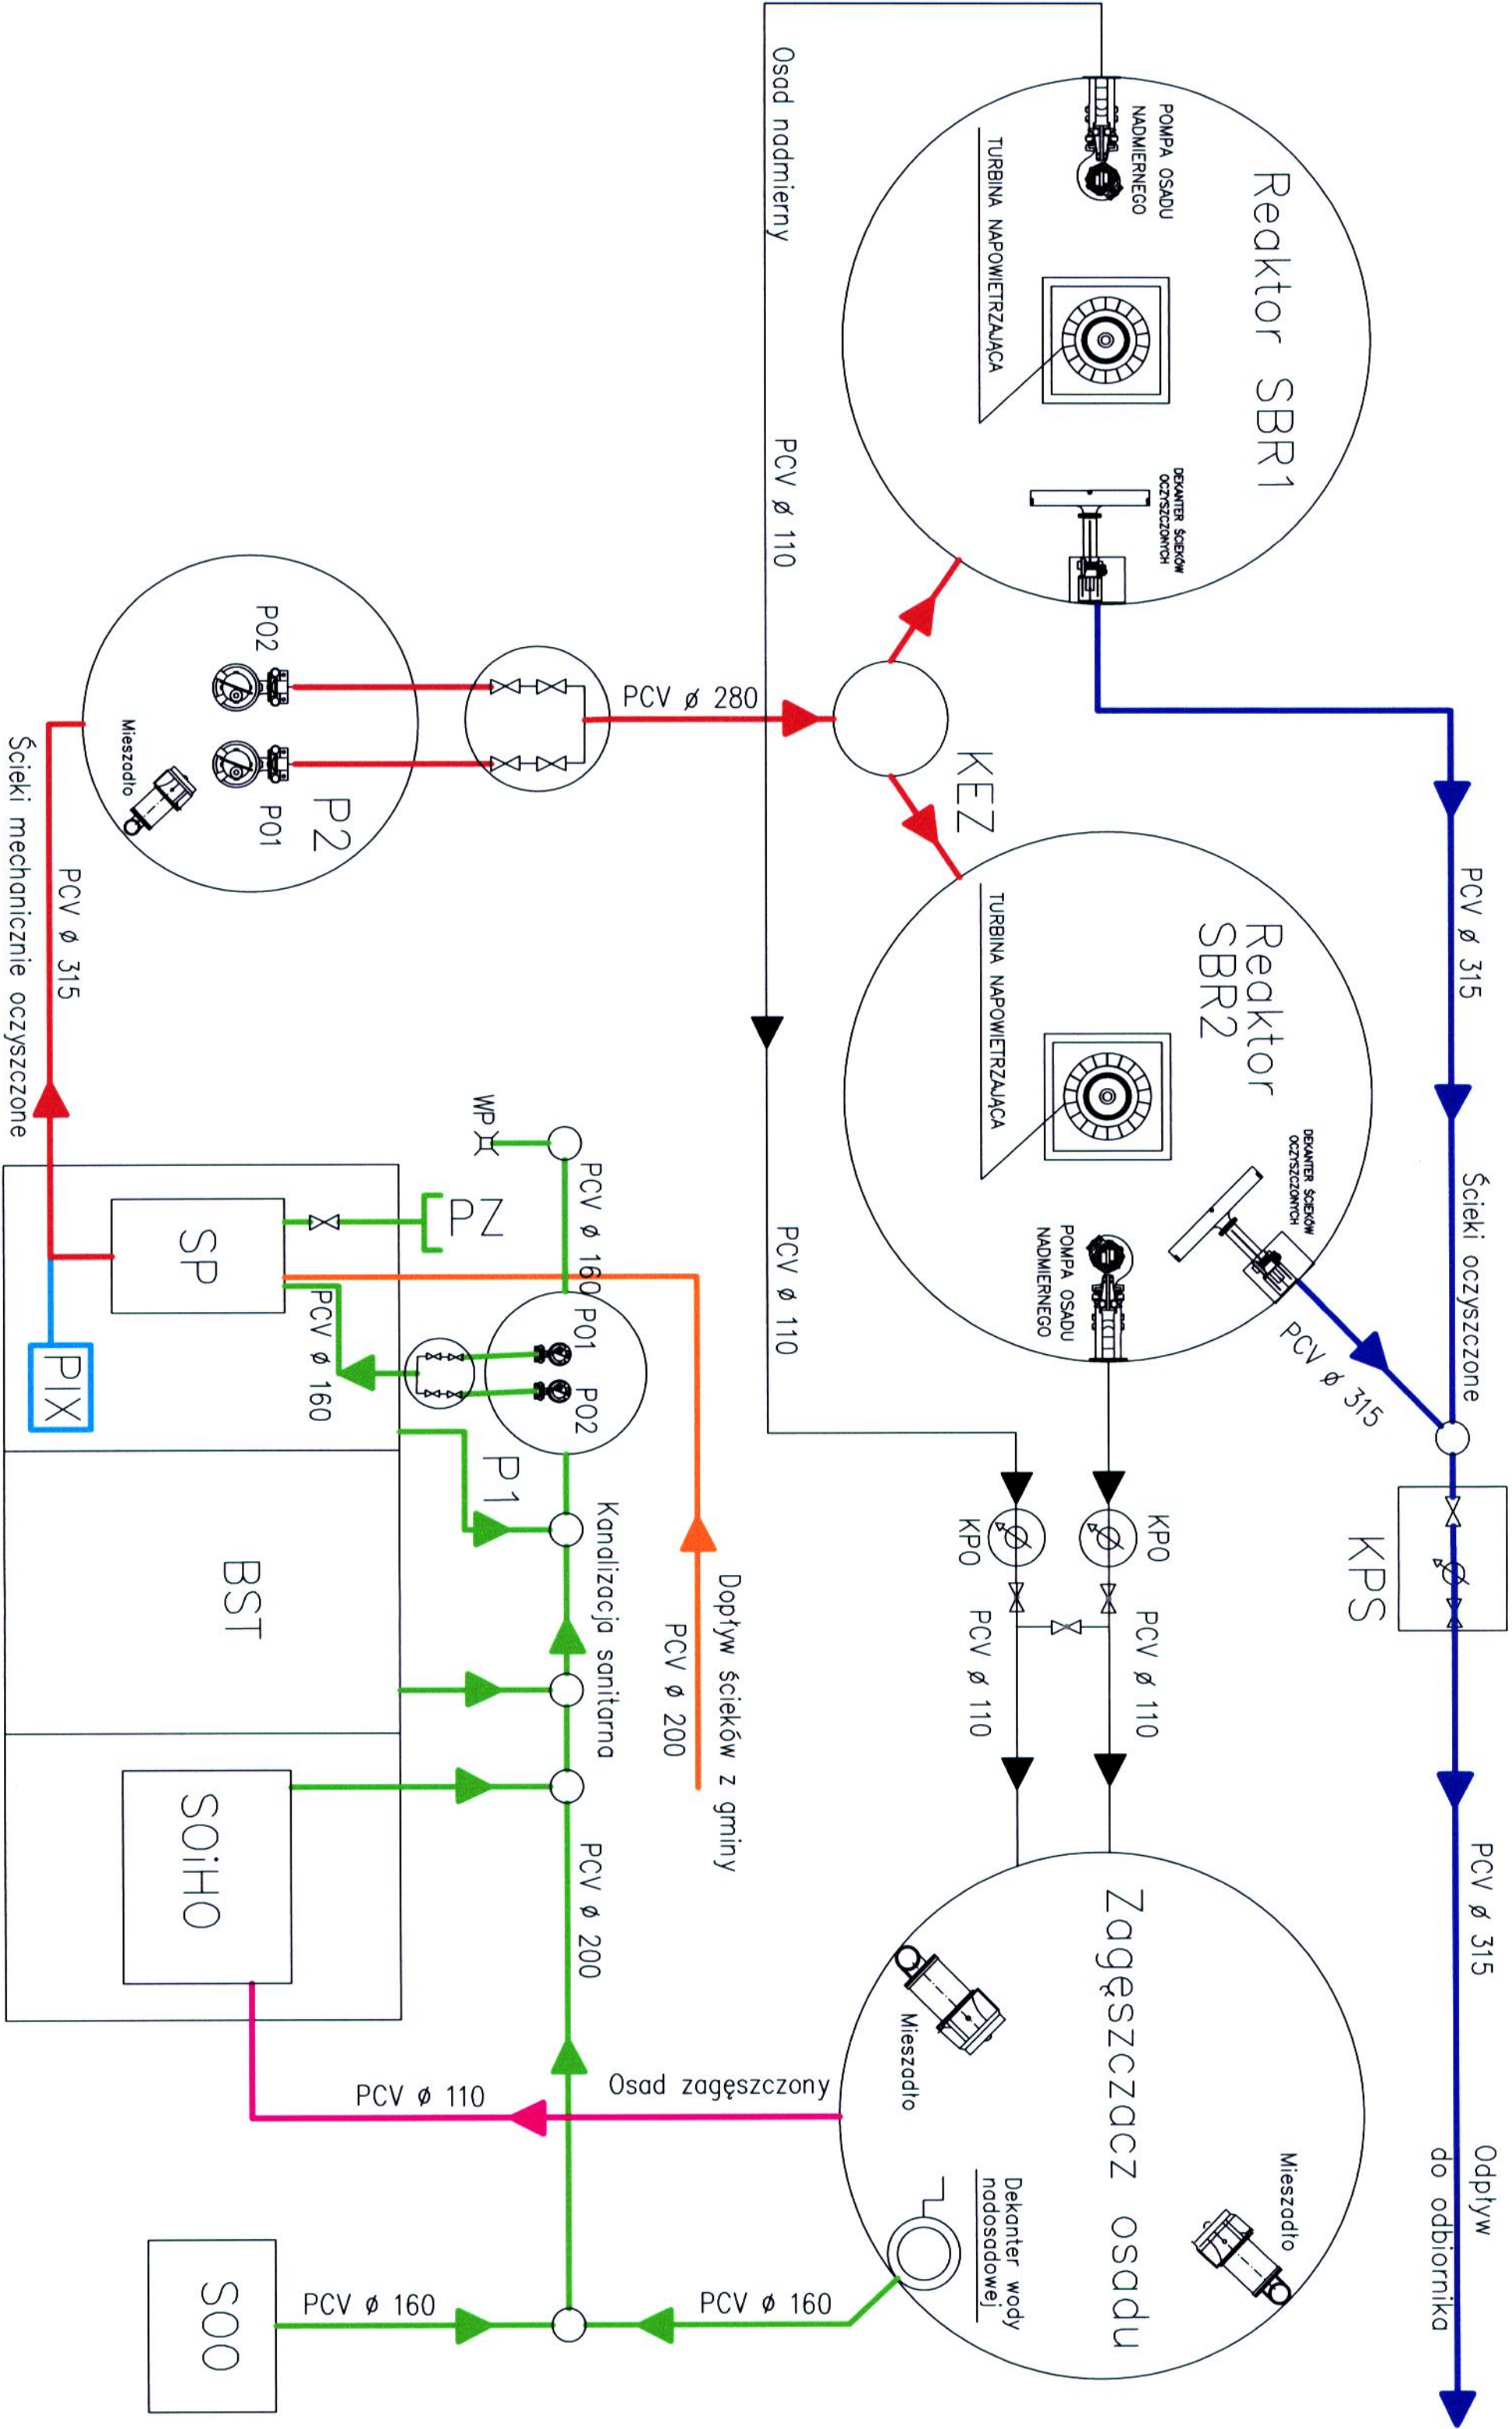 Reaktor SBR1
POMPA OSADU
NADMIERNEGO
TURBINA NAPOWIETRZAJĄCA
DEKANTER ŚCIEKÓW
OCZYSZCZONYCH
Osad nadmierny
PCV ø 110
PCV ø 315
Ścieki oczyszczone
Reaktor
SBR2
TURBINA NAPOWIETRZAJĄCA
DEKANTER ŚCIEKÓW
OCZYSZCZONYCH
POMPA OSADU
NADMIERNEGO
PCV ø 315
KEZ
PCV ø 280
PCV ø 110
KPS
KPO
KPO
PCV ø 110
PCV ø 110
PCV ø 315
Odpływ
do odbiornika
Zagęszczacz osadu
Mieszadło
Mieszadło
Dekanter wody
nadosadowej
P02
P01
P2
Mieszadło
PCV ø 315
Ścieki mechanicznie oczyszczone
WP
PCV ø 160
PZ
SP
PCV ø 160
PIX
P01
P02
P1
Kanalizacja sanitarna
Dopływ ścieków z gminy
PCV ø 200
BST
SOiHO
PCV ø 200
Osad zagęszczony
PCV ø 110
PCV ø 160
PCV ø 160
SOO